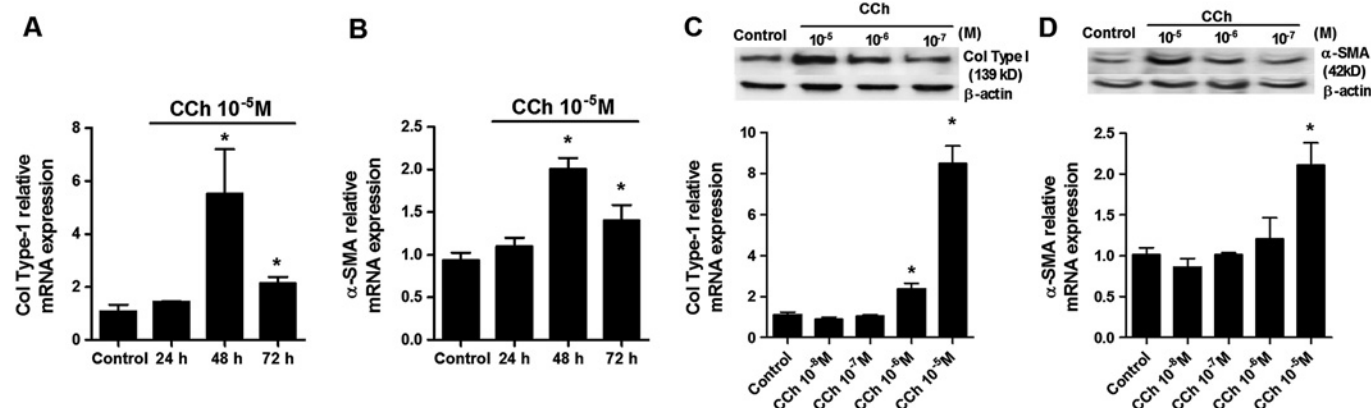 A
CCh 10⁻⁵M
Col Type-1 relative
mRNA expression
8
6
4
2
0
*
*
Control 24 h 48 h 72 h
B
CCh 10⁻⁵M
α-SMA relative
mRNA expression
2.5
2.0
1.5
1.0
0.5
0.0
*
*
Control 24 h 48 h 72 h
C
CCh
Control 10⁻⁵ 10⁻⁶ 10⁻⁷ (M)
Col Type I
(139 kD)
β-actin
Col Type-1 relative
mRNA expression
10
8
6
4
2
0
*
*
Control
CCh 10⁻⁸M
CCh 10⁻⁷M
CCh 10⁻⁶M
CCh 10⁻⁵M
D
CCh
Control 10⁻⁵ 10⁻⁶ 10⁻⁷ (M)
α-SMA
(42kD)
β-actin
α-SMA relative
mRNA expression
2.5
2.0
1.5
1.0
0.5
0.0
*
Control
CCh 10⁻⁸M
CCh 10⁻⁷M
CCh 10⁻⁶M
CCh 10⁻⁵M